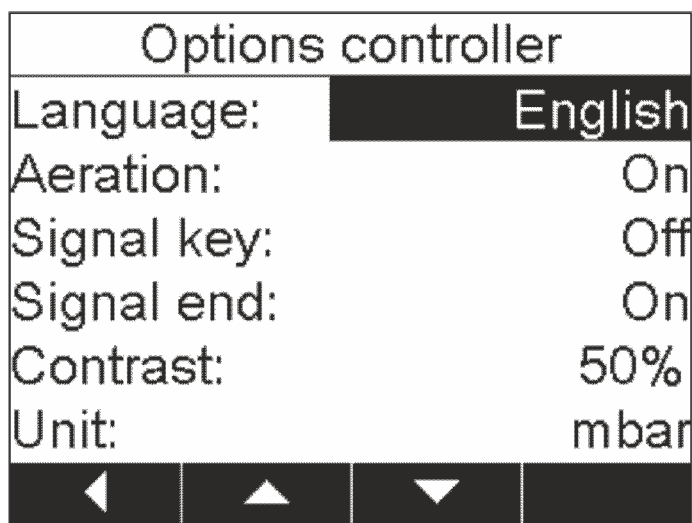 Options controller
Language: English
Aeration: On
Signal key: Off
Signal end: On
Contrast: 50%
Unit: mbar